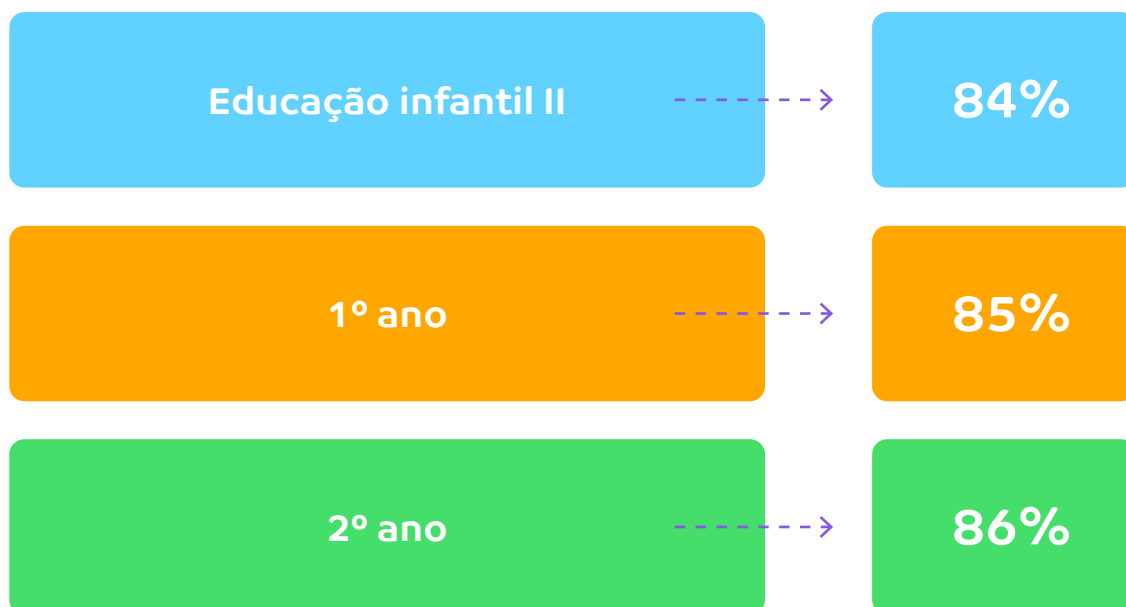 Educação infantil II
84%
1º ano
85%
2º ano
86%